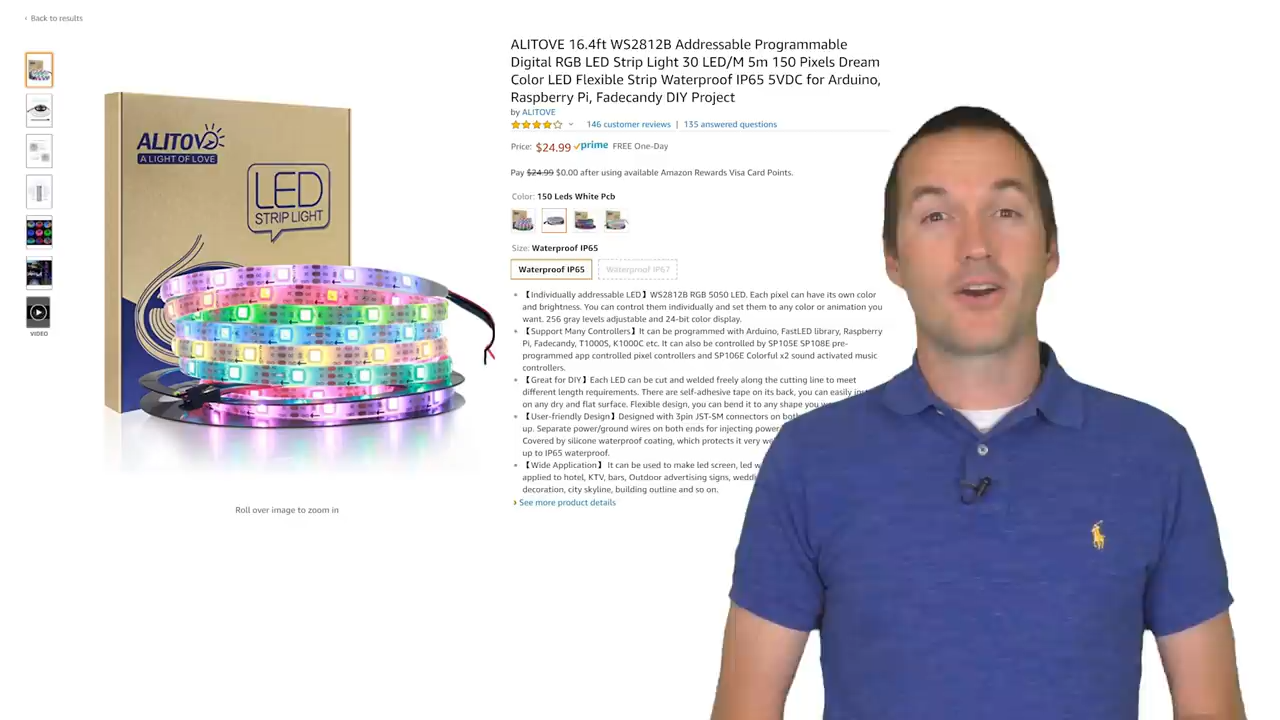 ‹ Back to results
ALITOVE 16.4ft WS2812B Addressable Programmable
Digital RGB LED Strip Light 30 LED/M 5m 150 Pixels Dream
Color LED Flexible Strip Waterproof IP65 5VDC for Arduino,
Raspberry Pi, Fadecandy DIY Project
by ALITOVE
146 customer reviews | 135 answered questions
Price: $24.99 prime FREE One-Day
Pay $24.99 $0.00 after using available Amazon Rewards Visa Card Points.
Color: 150 Leds White Pcb
Size: Waterproof IP65
Waterproof IP65 Waterproof IP67
【Individually addressable LED】WS2812B RGB 5050 LED. Each pixel can have its own color
and brightness. You can control them individually and set them to any color or animation you
want. 256 gray levels adjustable and 24-bit color display.
【Support Many Controllers】It can be programmed with Arduino, FastLED library, Raspberry
Pi, Fadecandy, T1000S, K1000C etc. It can also be controlled by SP105E SP108E pre-
programmed app controlled pixel controllers and SP106E Colorful x2 sound activated music
controllers.
【Great for DIY】Each LED can be cut and welded freely along the cutting line to meet
different length requirements. There are self-adhesive tape on its back, you can easily
on any dry and flat surface. Flexible design, you can bend it to any shape you
【User-friendly Design】Designed with 3pin JST-SM connectors on
up. Separate power/ground wires on both ends for injecting
Covered by silicone waterproof coating, which protects it very
up to IP65 waterproof.
【Wide Application】 It can be used to make led screen, led
applied to hotel, KTV, bars, Outdoor advertising signs,
decoration, city skyline, building outline and so on.
› See more product details
ALITOVE
A LIGHT OF LOVE
LED
STRIP LIGHT
VIDEO
Roll over image to zoom in